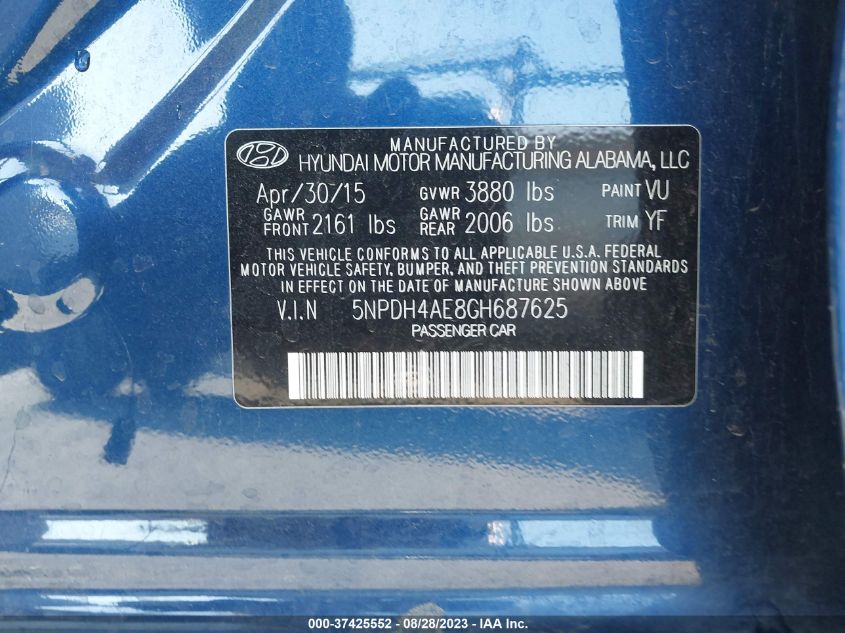 MANUFACTURED BY
HYUNDAI MOTOR MANUFACTURING ALABAMA, LLC
Apr/30/15 GVWR 3880 lbs PAINT VU
GAWR FRONT 2161 lbs GAWR REAR 2006 lbs TRIM YF
THIS VEHICLE CONFORMS TO ALL APPLICABLE U.S.A. FEDERAL
MOTOR VEHICLE SAFETY, BUMPER, AND THEFT PREVENTION STANDARDS
IN EFFECT ON THE DATE OF MANUFACTURE SHOWN ABOVE
V.I.N 5NPDH4AE8GH687625
PASSENGER CAR
000-37425552 - 08/28/2023 - © IAA Inc.